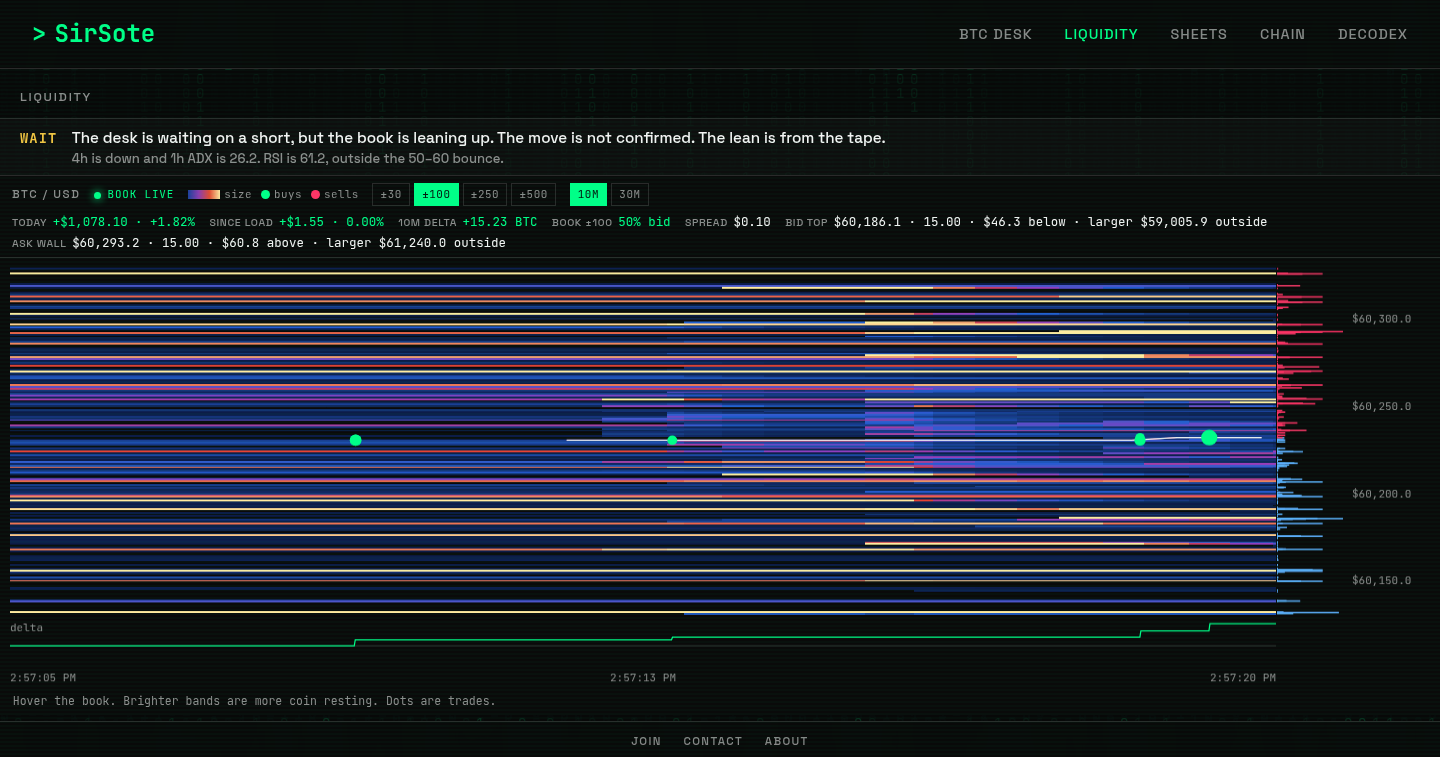 > SirSote
BTC DESK LIQUIDITY SHEETS CHAIN DECODEX
LIQUIDITY
WAIT The desk is waiting on a short, but the book is leaning up. The move is not confirmed. The lean is from the tape.
4h is down and 1h ADX is 26.2. RSI is 61.2, outside the 50–60 bounce.
BTC / USD BOOK LIVE size buys sells ±30 ±100 ±250 ±500 10M 30M
TODAY +$1,078.10 · +1.82% SINCE LOAD +$1.55 · 0.00% 10M DELTA +15.23 BTC BOOK ±100 50% bid SPREAD $0.10 BID TOP $60,186.1 · 15.00 · $46.3 below · larger $59,005.9 outside
ASK WALL $60,293.2 · 15.00 · $60.8 above · larger $61,240.0 outside
$60,300.0
$60,250.0
$60,200.0
$60,150.0
delta
2:57:05 PM 2:57:13 PM 2:57:20 PM
Hover the book. Brighter bands are more coin resting. Dots are trades.
JOIN CONTACT ABOUT